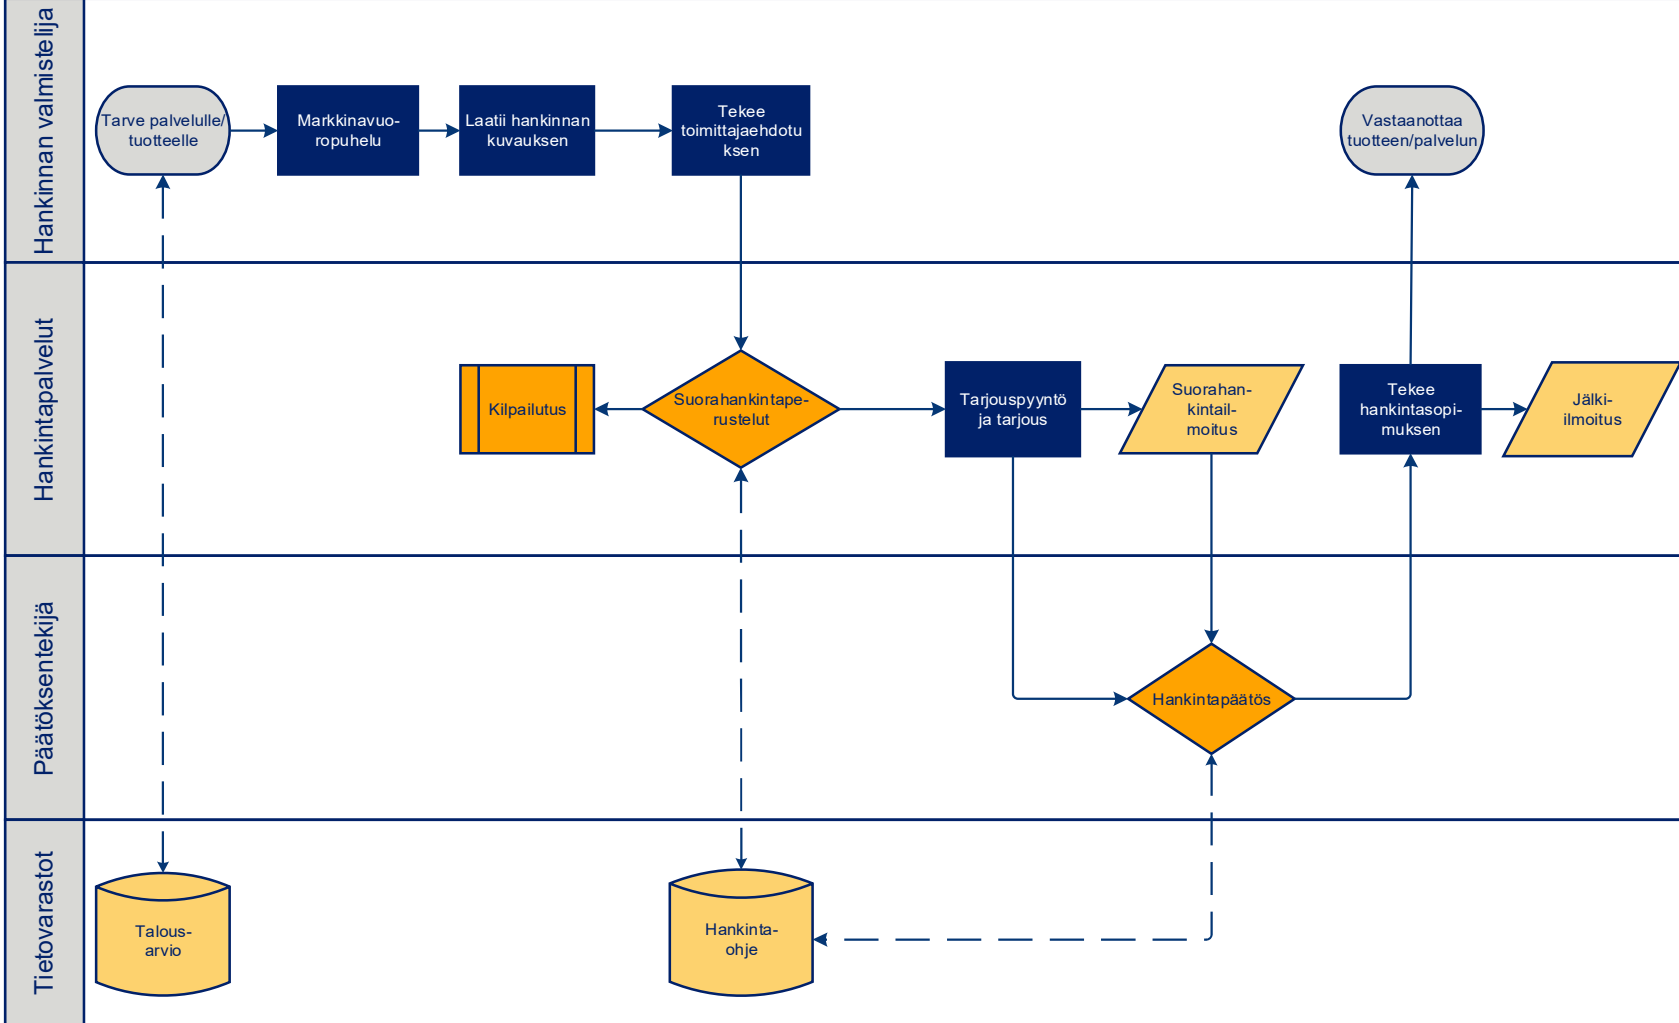 Hankinnan valmistelija
Tarve palvelulle/
tuotteelle
Markkinavuo-
ropuhelu
Laatii hankinnan
kuvauksen
Tekee
toimittajaehdotu
ksen
Vastaanottaa
tuotteen/palvelun
Hankintapalvelut
Kilpailutus
Suorahankintape-
rustelut
Tarjouspyyntö
ja tarjous
Suorahan-
kintail-
moitus
Tekee
hankintasopi-
muksen
Jälki-
ilmoitus
Päätöksentekijä
Hankintapäätös
Tietovarastot
Talous-
arvio
Hankinta-
ohje